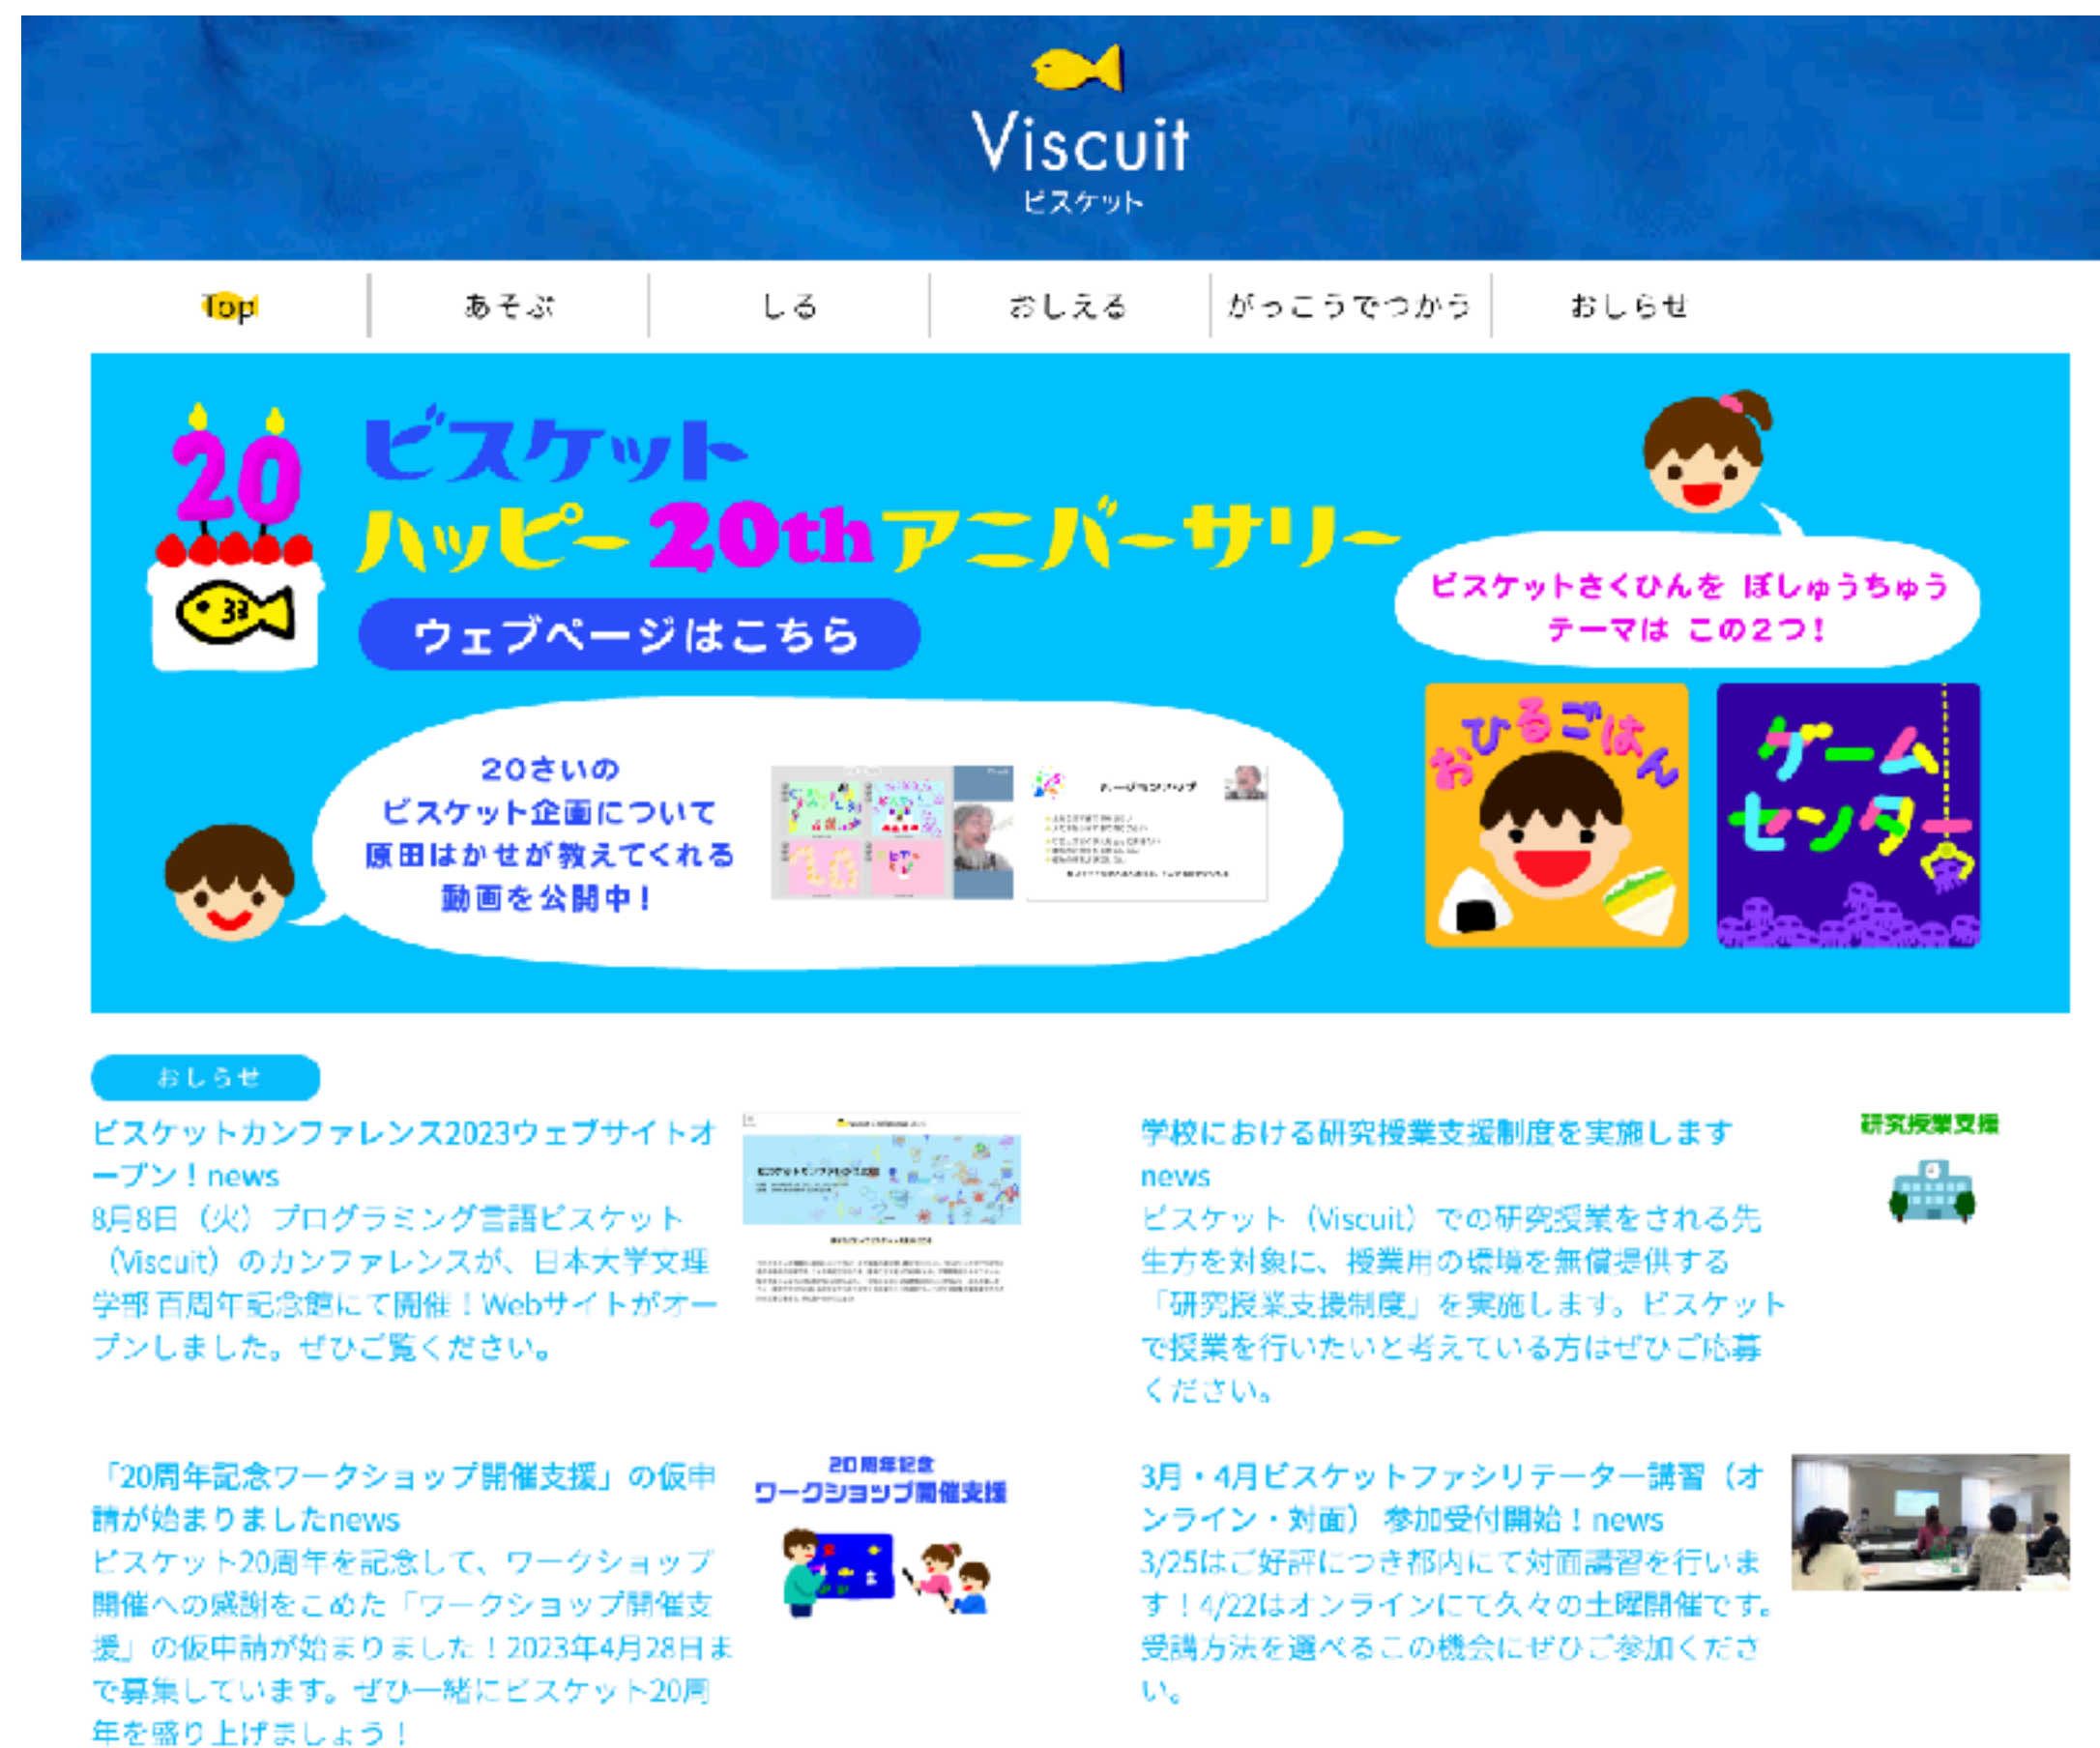 Viscuit
ビスケット
Top
あそぶ
しる
おしえる
がっこうでつかう
おしらせ
20
ビスケット
ハッピー20thアニバーサリー
ウェブページはこちら
ビスケットさくひんを ぼしゅうちゅう
テーマは この2つ!
おひるごはん
ゲーム
センター
20さいの
ビスケット企画について
原田はかせが教えてくれる
動画を公開中!
おしらせ
ビスケットカンファレンス2023ウェブサイトオ
ープン！news
8月8日（火）プログラミング言語ビスケット
（Viscuit）のカンファレンスが、日本大学文理
学部 百周年記念館にて開催！Webサイトがオー
プンしました。ぜひご覧ください。
学校における研究授業支援制度を実施します
news
ビスケット（Viscuit）での研究授業をされる先
生方を対象に、授業用の環境を無償提供する
「研究授業支援制度」を実施します。ビスケット
で授業を行いたいと考えている方はぜひご応募
ください。
研究授業支援
「20周年記念ワークショップ開催支援」の仮申
請が始まりましたnews
ビスケット20周年を記念して、ワークショップ
開催への感謝をこめた「ワークショップ開催支
援」の仮申請が始まりました！2023年4月28日ま
で募集しています。ぜひ一緒にビスケット20周
年を盛り上げましょう！
20周年記念
ワークショップ開催支援
3月・4月ビスケットファシリテーター講習（オ
ンライン・対面） 参加受付開始！news
3/25はご好評につき都内にて対面講習を行いま
す！4/22はオンラインにて久々の土曜開催です。
受講方法を選べるこの機会にぜひご参加くださ
い。